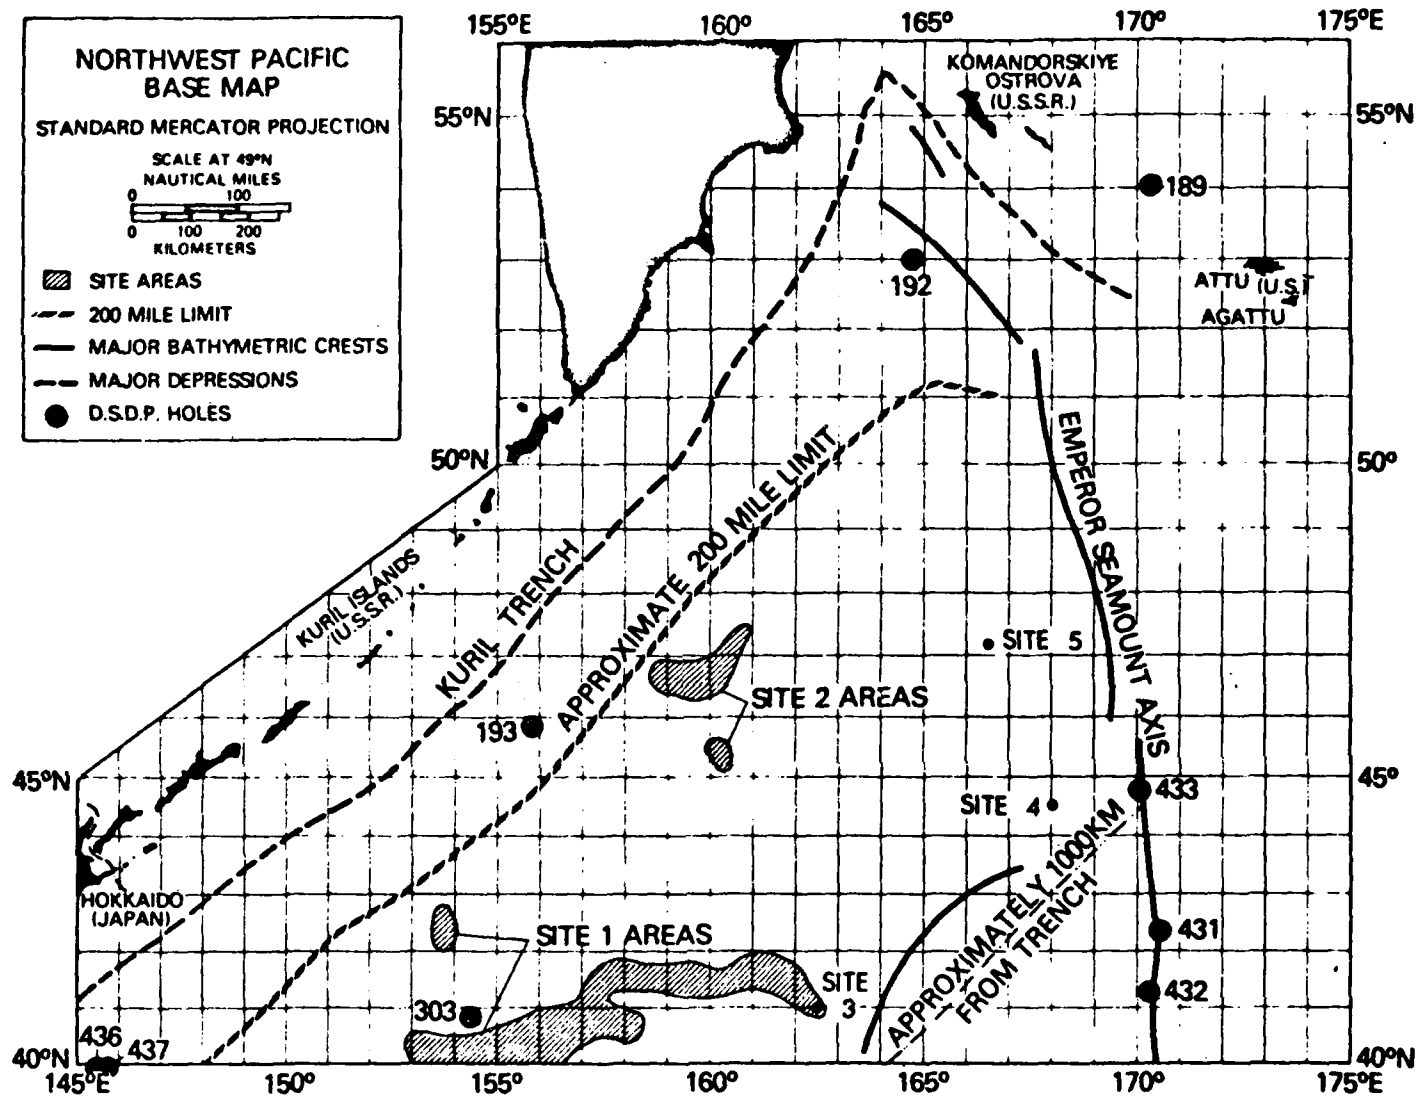 NORTHWEST PACIFIC
BASE MAP
STANDARD MERCATOR PROJECTION
SCALE AT 49°N
NAUTICAL MILES
0 100
0 100 200
KILOMETERS
SITE AREAS
200 MILE LIMIT
MAJOR BATHYMETRIC CRESTS
MAJOR DEPRESSIONS
D.S.D.P. HOLES
155°E 160° 165° 170° 175°E
KOMANDORSKIYE
OSTROVA
(U.S.S.R.)
55°N 55°N
189
192
ATTU (U.S.)
AGATTU
50°N 50°
EMPEROR SEAMOUNT AXIS
APPROXIMATE 200 MILE LIMIT
KURIL TRENCH
KURIL ISLANDS
(U.S.S.R.)
SITE 5
SITE 2 AREAS
193
45°N 45°
433
SITE 4
APPROXIMATELY 1000KM
FROM TRENCH
HOKKAIDO
(JAPAN)
SITE 1 AREAS
431
SITE
3
432
303
436
437
40°N 40°N
145°E 150° 155° 160° 165° 170° 175°E